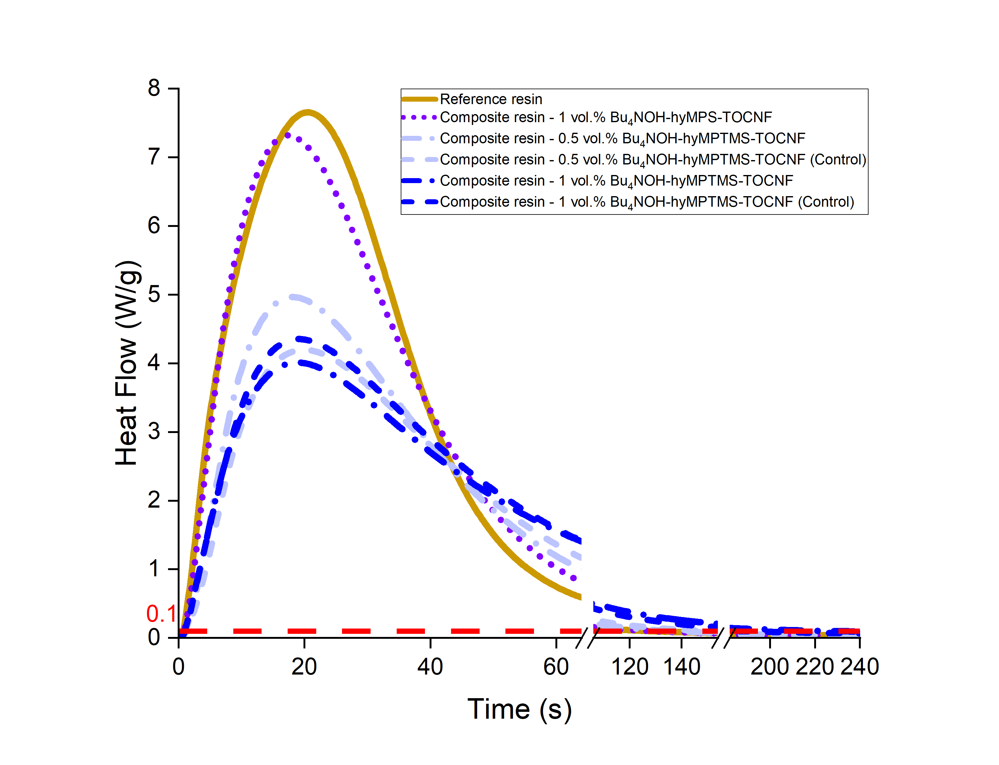 8
7
6
5
4
3
2
1
0.1
0
Heat Flow (W/g)
Reference resin
Composite resin - 1 vol.% Bu4NOH-hyMPS-TOCNF
Composite resin - 0.5 vol.% Bu4NOH-hyMPTMS-TOCNF
Composite resin - 0.5 vol.% Bu4NOH-hyMPTMS-TOCNF (Control)
Composite resin - 1 vol.% Bu4NOH-hyMPTMS-TOCNF
Composite resin - 1 vol.% Bu4NOH-hyMPTMS-TOCNF (Control)
0 20 40 60 120 140 200 220 240
Time (s)